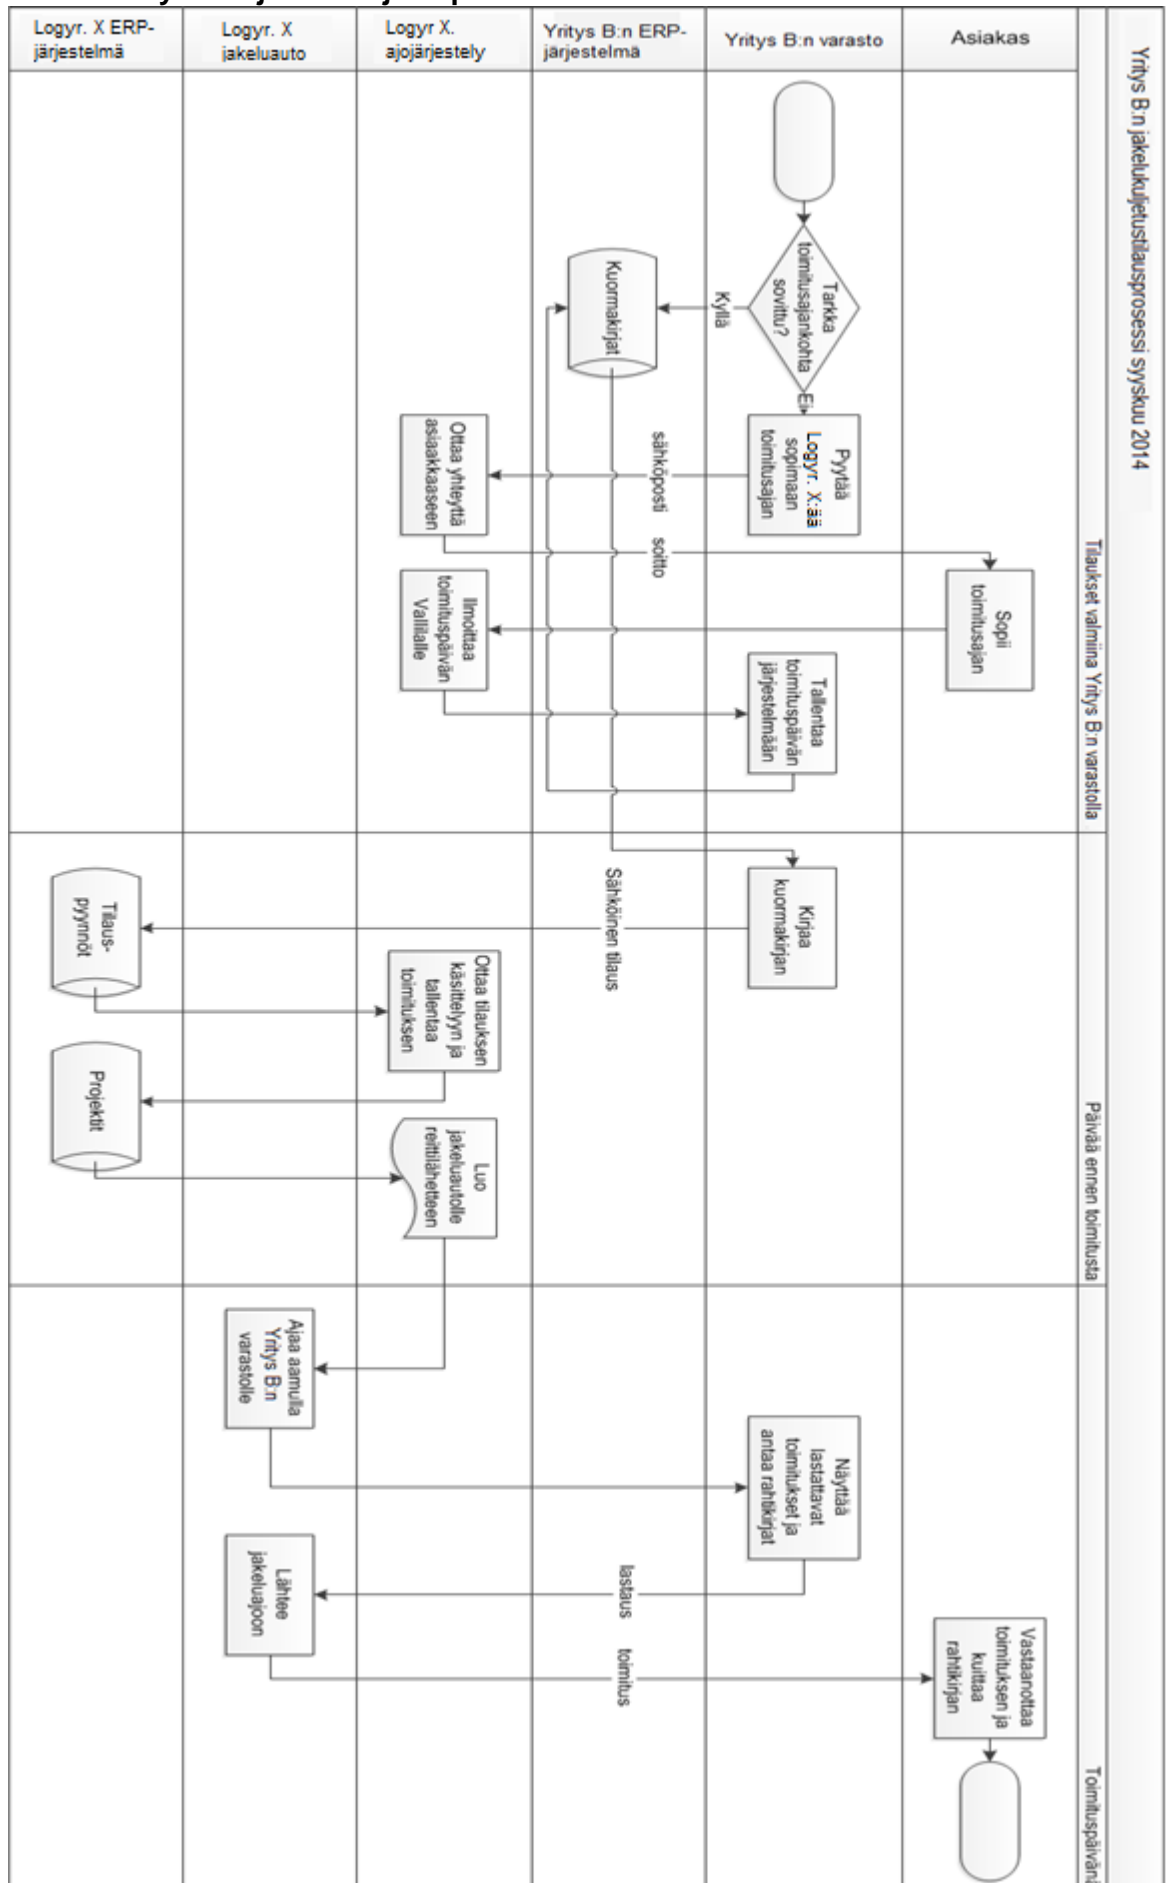 Logyr. X ERP-
järjestelmä
Logyr. X
jakeluauto
Logyr X.
ajojärjestely
Yritys B:n ERP-
järjestelmä
Yritys B:n varasto
Asiakas
Yritys B:n jakelukuljetustilausprosessi syyskuu 2014
Tilaukset valmiina Yritys B:n varastolla
Tarkka
toimitusajankohta
sovittu?
Kyllä
Ei
Kuormakirjat
Pyytää
Logyr. X:ää
sopimaan
toimitusajan
sähköposti
Ottaa yhteyttä
asiaakkaaseen
soitto
Sopii
toimitusajan
Ilmoittaa
toimituspäivän
Vallilalle
Tallentaa
toimituspäivän
järjestelmään
Päivää ennen toimitusta
Kirjaa
kuormakirjan
Sähköinen tilaus
Tilaus-
pyynnöt
Ottaa tilauksen
käsittelyyn ja
tallentaa
toimituksen
Projektit
Luo
jakeluautolle
reittilähetteen
Toimituspäivänä
Ajaa aamulla
Yritys B:n
varastolle
Näyttää
lastattavat
toimitukset ja
antaa rahtikirjat
lastaus
Lähtee
jakeluajoon
toimitus
Vastaanottaa
toimituksen ja
kuittaa
rahtikirjan